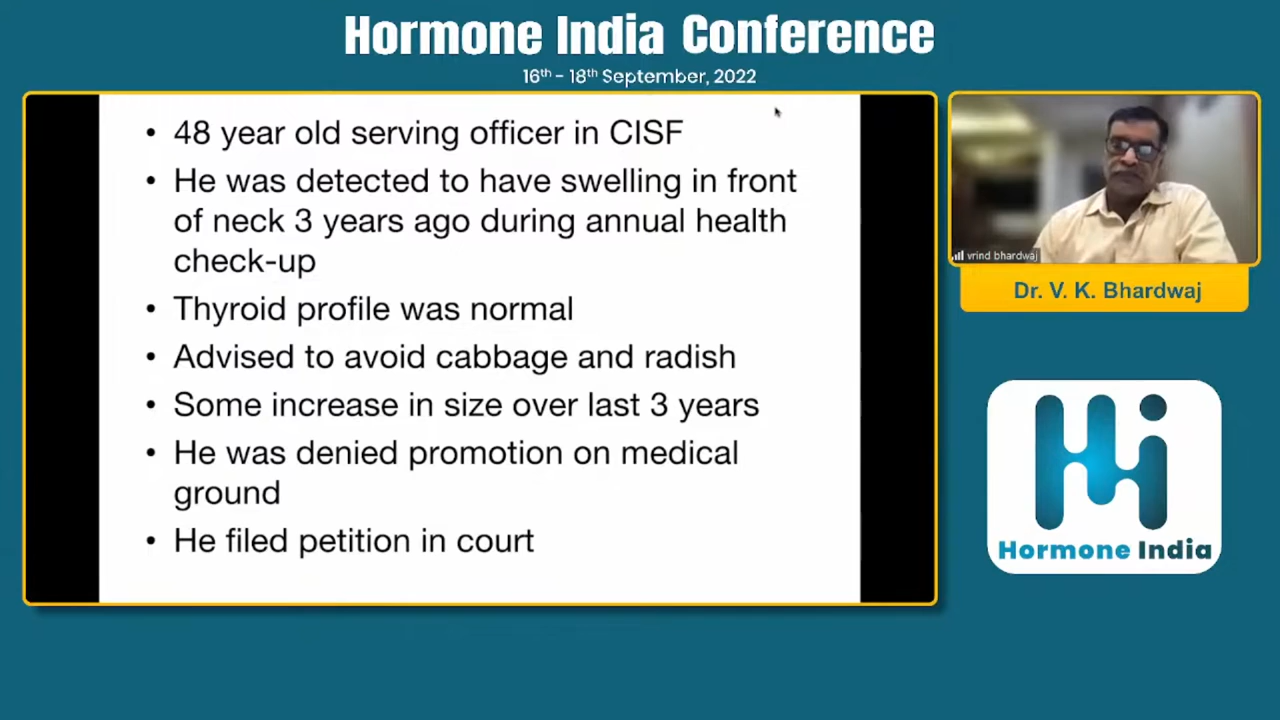 Hormone India Conference
16th - 18th September, 2022
• 48 year old serving officer in CISF
• He was detected to have swelling in front
of neck 3 years ago during annual health
check-up
• Thyroid profile was normal
• Advised to avoid cabbage and radish
• Some increase in size over last 3 years
• He was denied promotion on medical
ground
• He filed petition in court
vrind bhardwaj
Dr. V. K. Bhardwaj
Hi
Hormone India